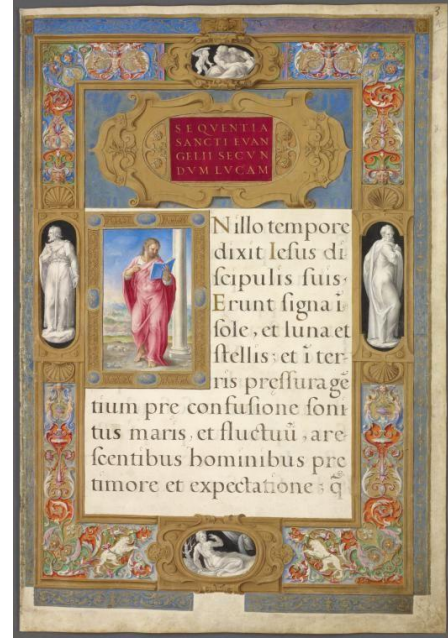 3
SEQVENTIA
SANCTI EVAN
GELII SECVN
DVM LVCAM
N illo tempore
dixit Iesus di
scipulis suis.
Erunt signa ī
sole, et luna et
stellis: et ī ter-
ris pressura gē
tium pre confusione soni
tus maris, et fluctuū, are-
scentibus hominibus pre
timore et expectatione: q̄